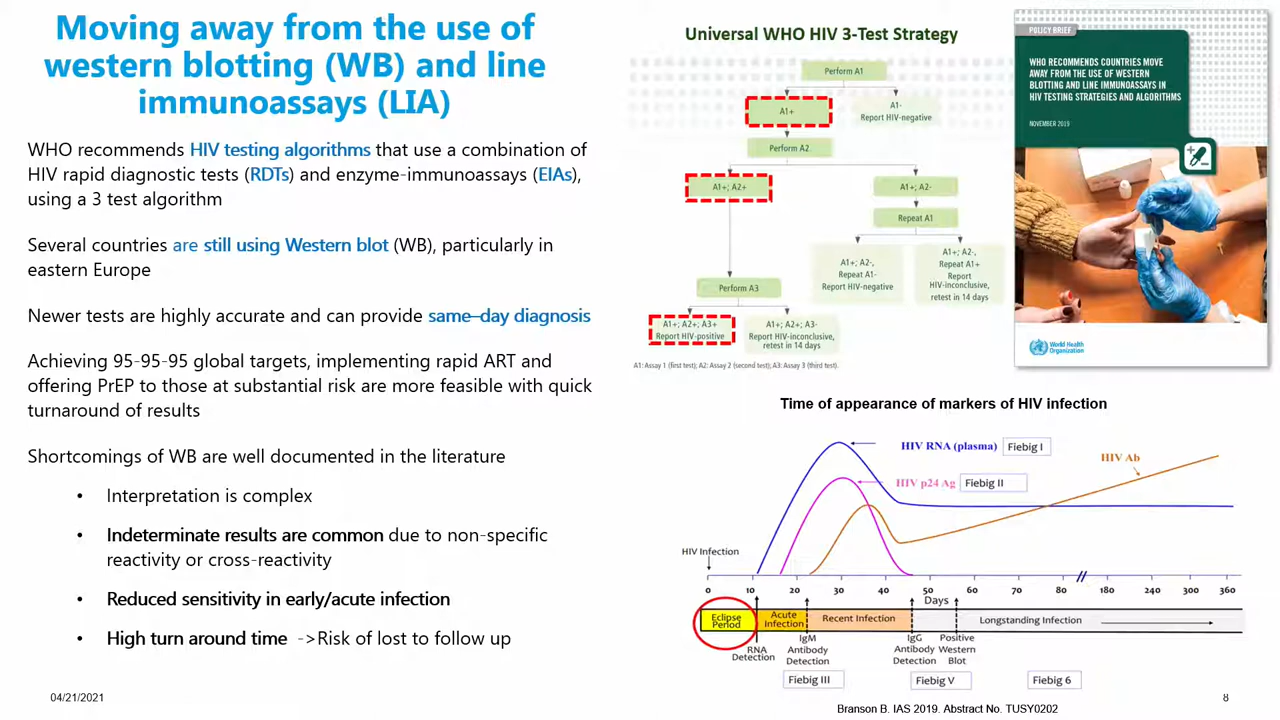 Moving away from the use of
western blotting (WB) and line
immunoassays (LIA)
WHO recommends HIV testing algorithms that use a combination of
HIV rapid diagnostic tests (RDTs) and enzyme-immunoassays (EIAs),
using a 3 test algorithm
Several countries are still using Western blot (WB), particularly in
eastern Europe
Newer tests are highly accurate and can provide same–day diagnosis
Achieving 95-95-95 global targets, implementing rapid ART and
offering PrEP to those at substantial risk are more feasible with quick
turnaround of results
Shortcomings of WB are well documented in the literature
• Interpretation is complex
• Indeterminate results are common due to non-specific
reactivity or cross-reactivity
• Reduced sensitivity in early/acute infection
• High turn around time ->Risk of lost to follow up
04/21/2021
Universal WHO HIV 3-Test Strategy
Perform A1
A1+
A1-
Report HIV-negative
Perform A2
A1+; A2+
A1+; A2-
Repeat A1
A1+; A2-,
Repeat A1-
Report HIV-negative
A1+; A2-,
Repeat A1+
Report
HIV-inconclusive,
retest in 14 days
Perform A3
A1+; A2+; A3+
Report HIV-positive
A1+; A2+; A3-
Report HIV-inconclusive,
retest in 14 days
A1: Assay 1 (first test); A2: Assay 2 (second test); A3: Assay 3 (third test).
POLICY BRIEF
WHO RECOMMENDS COUNTRIES MOVE
AWAY FROM THE USE OF WESTERN
BLOTTING AND LINE IMMUNOASSAYS IN
HIV TESTING STRATEGIES AND ALGORITHMS
NOVEMBER 2019
World Health
Organization
Time of appearance of markers of HIV infection
HIV RNA (plasma) Fiebig I
HIV Ab
HIV p24 Ag Fiebig II
HIV Infection
0 10 20 30 40 50 60 70 80 180 240 300 360
Days
Eclipse
Period
Acute
Infection
Recent Infection
Longstanding Infection
RNA
Detection
IgM
Antibody
Detection
IgG
Antibody
Detection
Positive
Western
Blot
Fiebig III
Fiebig V
Fiebig 6
8
Branson B. IAS 2019. Abstract No. TUSY0202